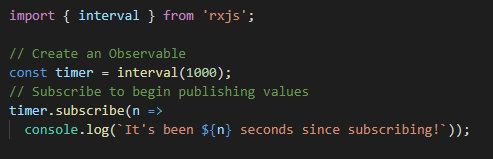 import { interval } from 'rxjs';
// Create an Observable
const timer = interval(1000);
// Subscribe to begin publishing values
timer.subscribe(n =>
  console.log(`It's been ${n} seconds since subscribing!`));